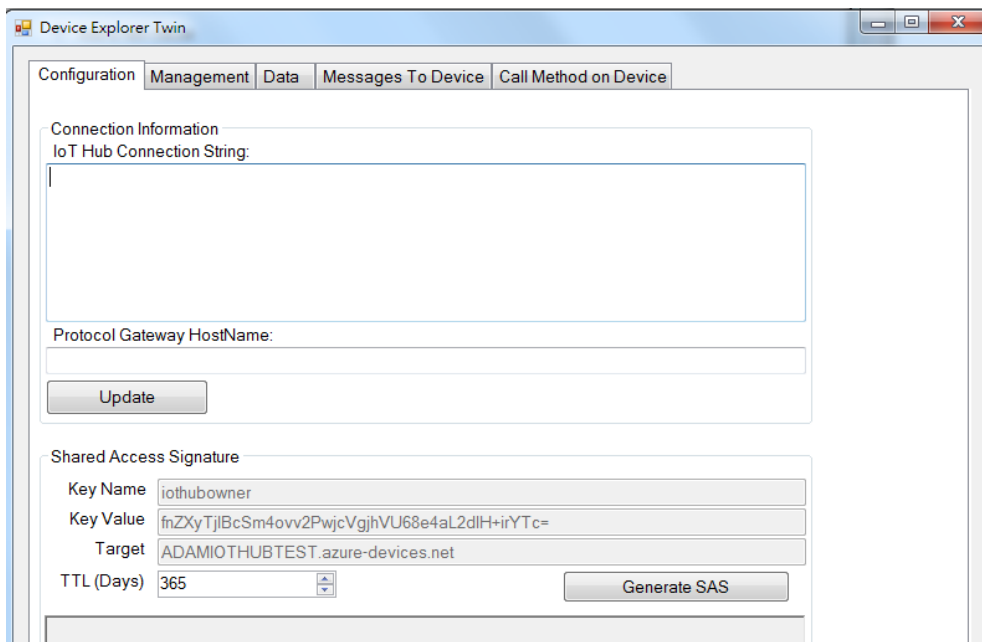 Device Explorer Twin
Configuration Management Data Messages To Device Call Method on Device
Connection Information
IoT Hub Connection String:
Protocol Gateway HostName:
Update
Shared Access Signature
Key Name iothubowner
Key Value fnZXyTjlBcSm4ovv2PwjcVgjhVU68e4aL2dlH+irYTc=
Target ADAMIOTHUBTEST.azure-devices.net
TTL (Days) 365 Generate SAS